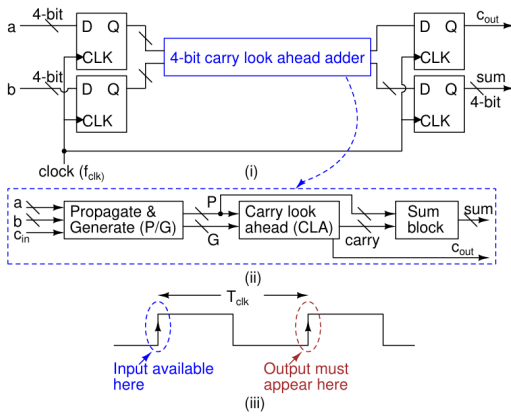 a
4-bit
D Q
CLK
4-bit carry look ahead adder
D Q
CLK
c_out
b
4-bit
D Q
CLK
D Q
CLK
sum
4-bit
clock (f_clk)
(i)
a
b
c_in
Propagate &
Generate (P/G)
P
G
Carry look
ahead (CLA)
carry
Sum
block
sum
c_out
(ii)
T_clk
Input available
here
Output must
appear here
(iii)